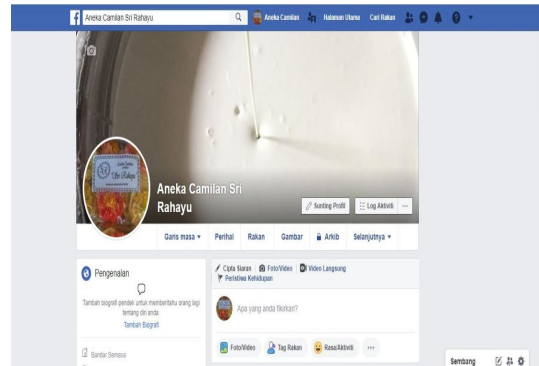 Aneka Camilan Sri Rahayu
Aneka Camilan
Halaman Utama
Cari Rakan
Sri Rahayu
Aneka Camilan Sri
Rahayu
Sunting Profil
Log Aktiviti
Garis masa
Perihal
Rakan
Gambar
Arkib
Selanjutnya
Pengenalan
Tambah biografi pendek untuk memberitahu orang lagi
tentang diri anda.
Tambah Biografi
Bandar Semasa
Cipta Siaran
Foto/Video
Video Langsung
Peristiwa Kehidupan
Apa yang anda fikirkan?
Foto/Video
Tag Rakan
Rasa/Aktiviti
Sembang